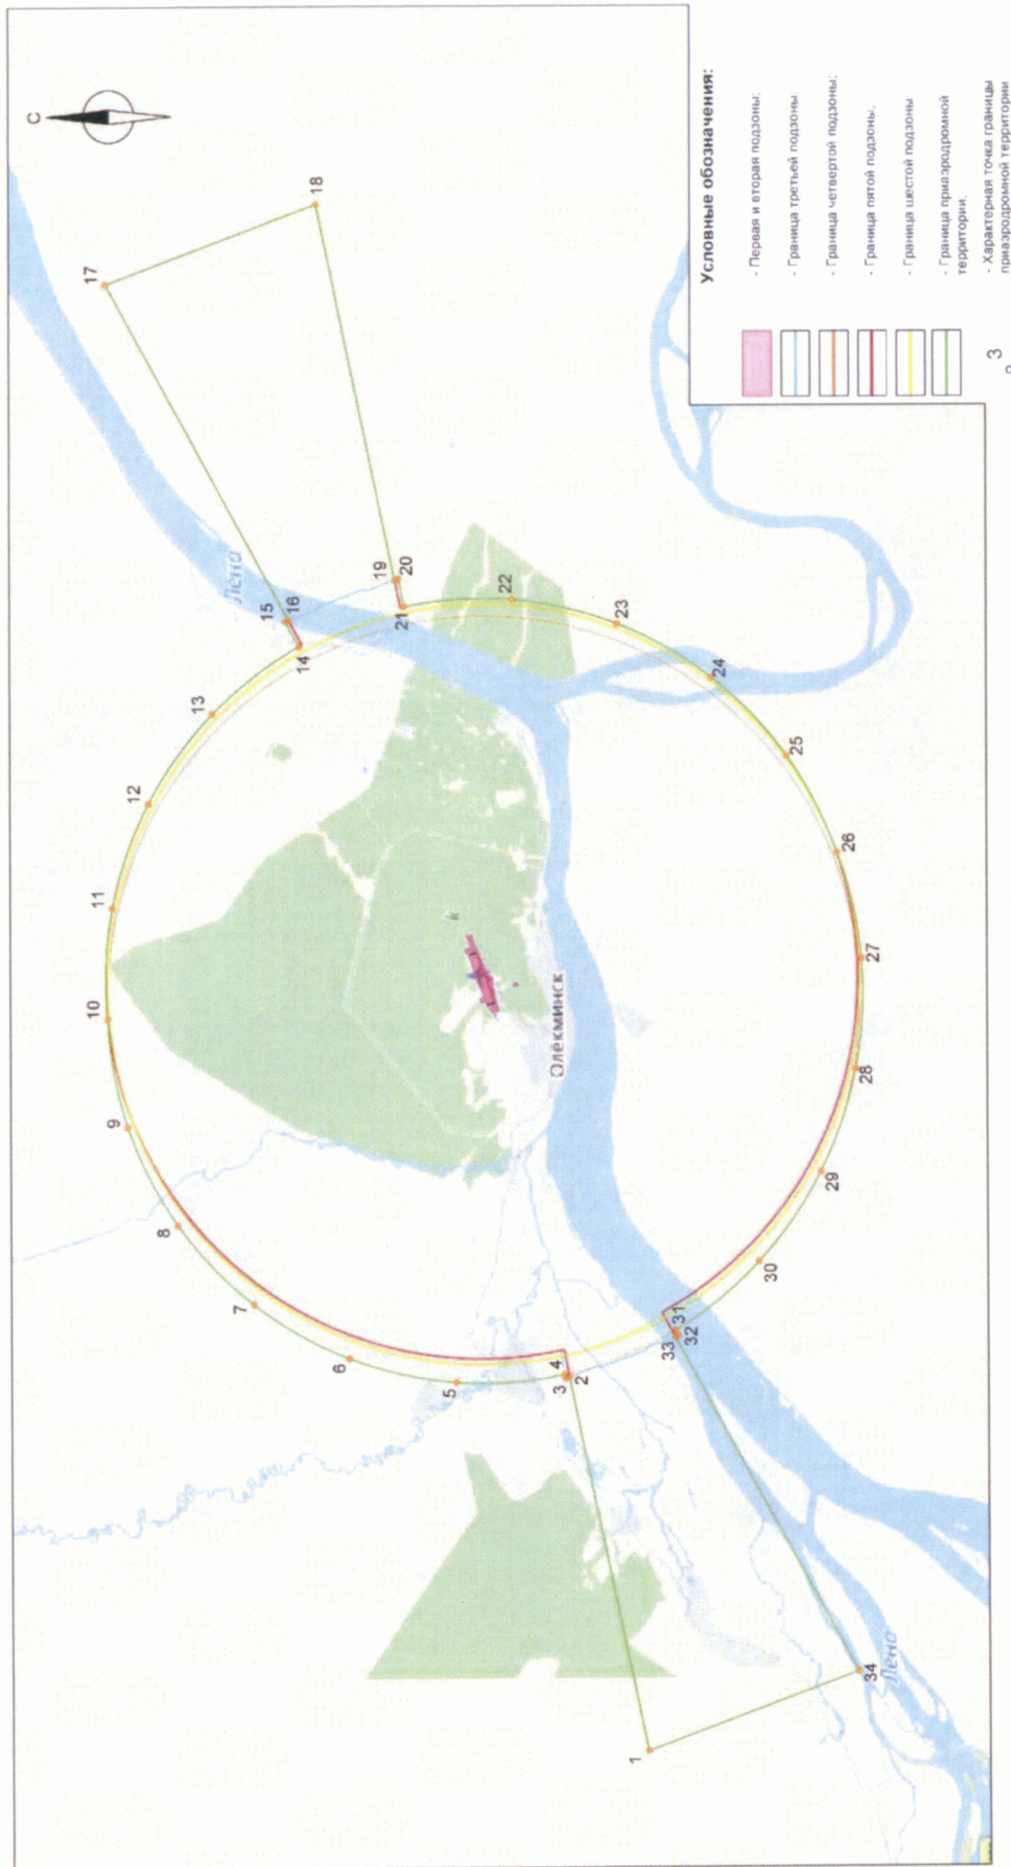 С
17
18
Лена
15
16
14
19
20
21
13
12
11
10
9
8
7
6
5
4
3
2
1
22
23
24
25
26
27
28
29
30
31
32
33
34
Олёкминск
Лена
Условные обозначения:
- Первая и вторая подзоны;
- Граница третьей подзоны
- Граница четвертой подзоны;
- Граница пятой подзоны;
- Граница шестой подзоны
- Граница приаэродромной
территории;
3
- Характерная точка границы
приаэродромной территории